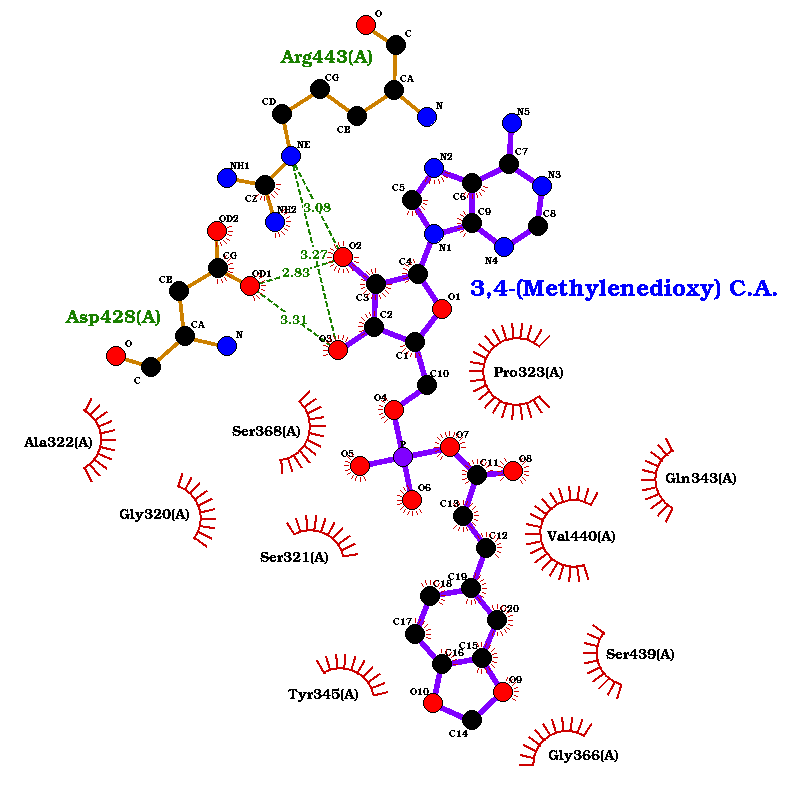 O
C
Arg443(A)
CG
CA
CD
CB
N
N5
NE
C7
N2
NH1
CZ
N3
C5
C6
NH2
3.08
C9
C8
OD2
N1
N4
O2
3.27
CG
2.83
OD1
C4
3,4-(Methylenedioxy) C.A.
CB
C3
O1
Asp428(A)
3.31
C2
CA
N
O3
C1
O
C
C10
Pro323(A)
O4
Ser368(A)
O7
Ala322(A)
P
O5
C11
O8
Gln343(A)
O6
C13
Gly320(A)
C12
Val440(A)
Ser321(A)
C19
C18
C20
C17
C15
C16
Ser439(A)
O9
O10
Tyr345(A)
C14
Gly366(A)